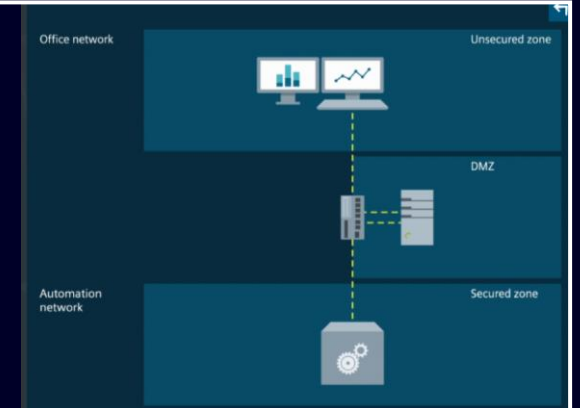 Office network
Unsecured zone
DMZ
Automation
network
Secured zone